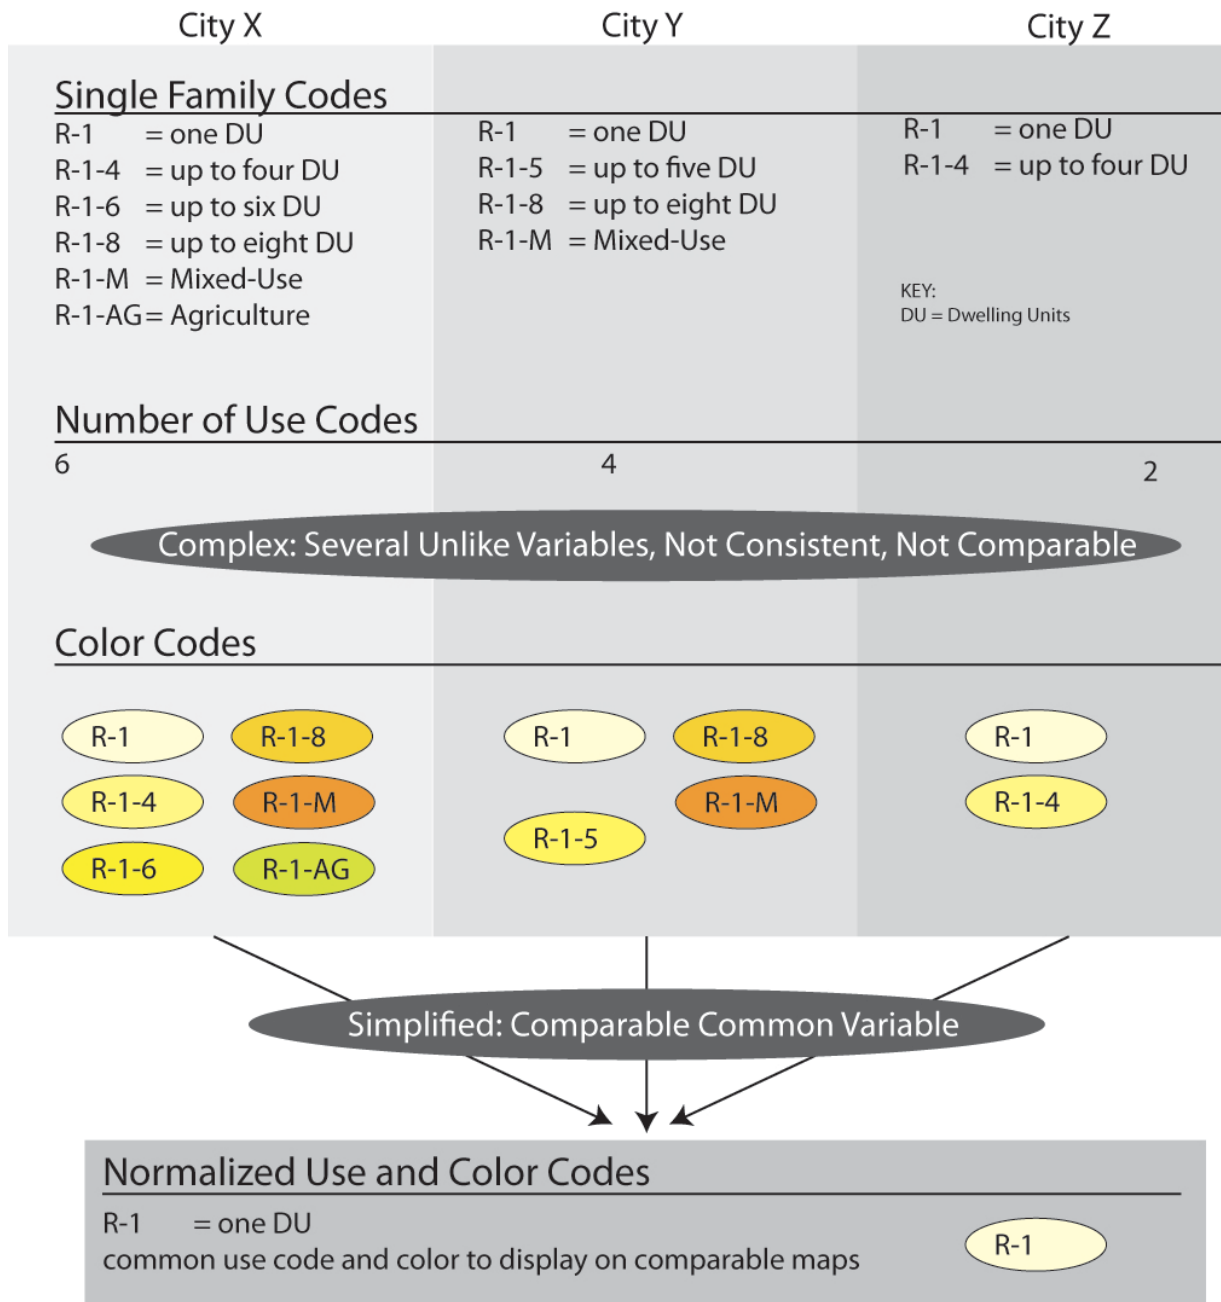 City X
City Y
City Z
Single Family Codes
R-1 = one DU
R-1-4 = up to four DU
R-1-6 = up to six DU
R-1-8 = up to eight DU
R-1-M = Mixed-Use
R-1-AG = Agriculture
R-1 = one DU
R-1-5 = up to five DU
R-1-8 = up to eight DU
R-1-M = Mixed-Use
R-1 = one DU
R-1-4 = up to four DU
KEY:
DU = Dwelling Units
Number of Use Codes
6
4
2
Complex: Several Unlike Variables, Not Consistent, Not Comparable
Color Codes
R-1
R-1-8
R-1-4
R-1-M
R-1-6
R-1-AG
R-1
R-1-8
R-1-M
R-1-5
R-1
R-1-4
Simplified: Comparable Common Variable
Normalized Use and Color Codes
R-1 = one DU
common use code and color to display on comparable maps
R-1